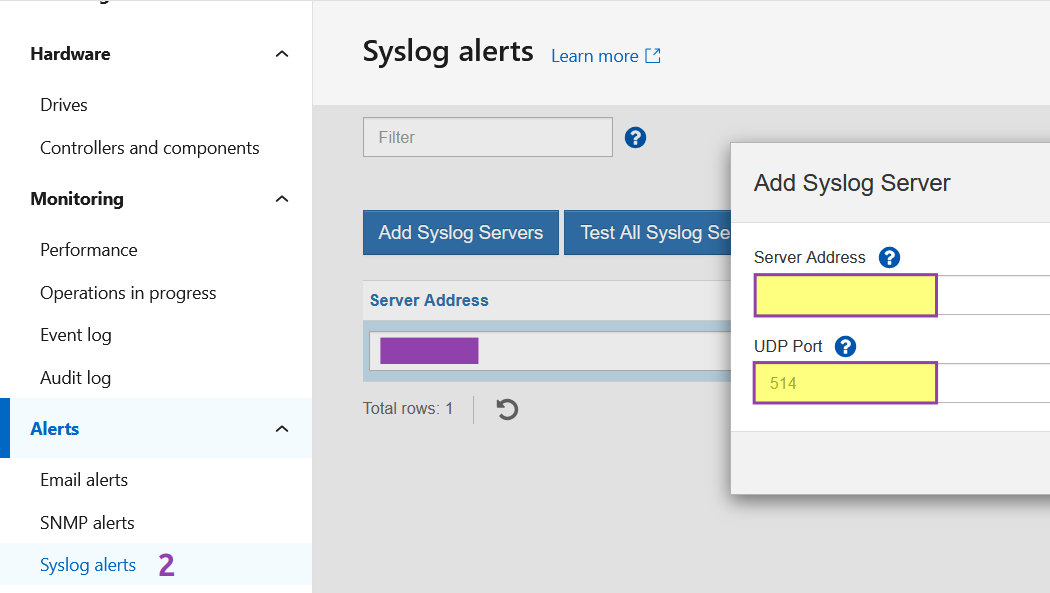 Hardware
Drives
Controllers and components
Monitoring
Performance
Operations in progress
Event log
Audit log
Alerts
Email alerts
SNMP alerts
Syslog alerts 2
Syslog alerts Learn more
Filter ?
Add Syslog Servers Test All Syslog Se
Server Address
Total rows: 1
Add Syslog Server
Server Address ?
UDP Port ?
514